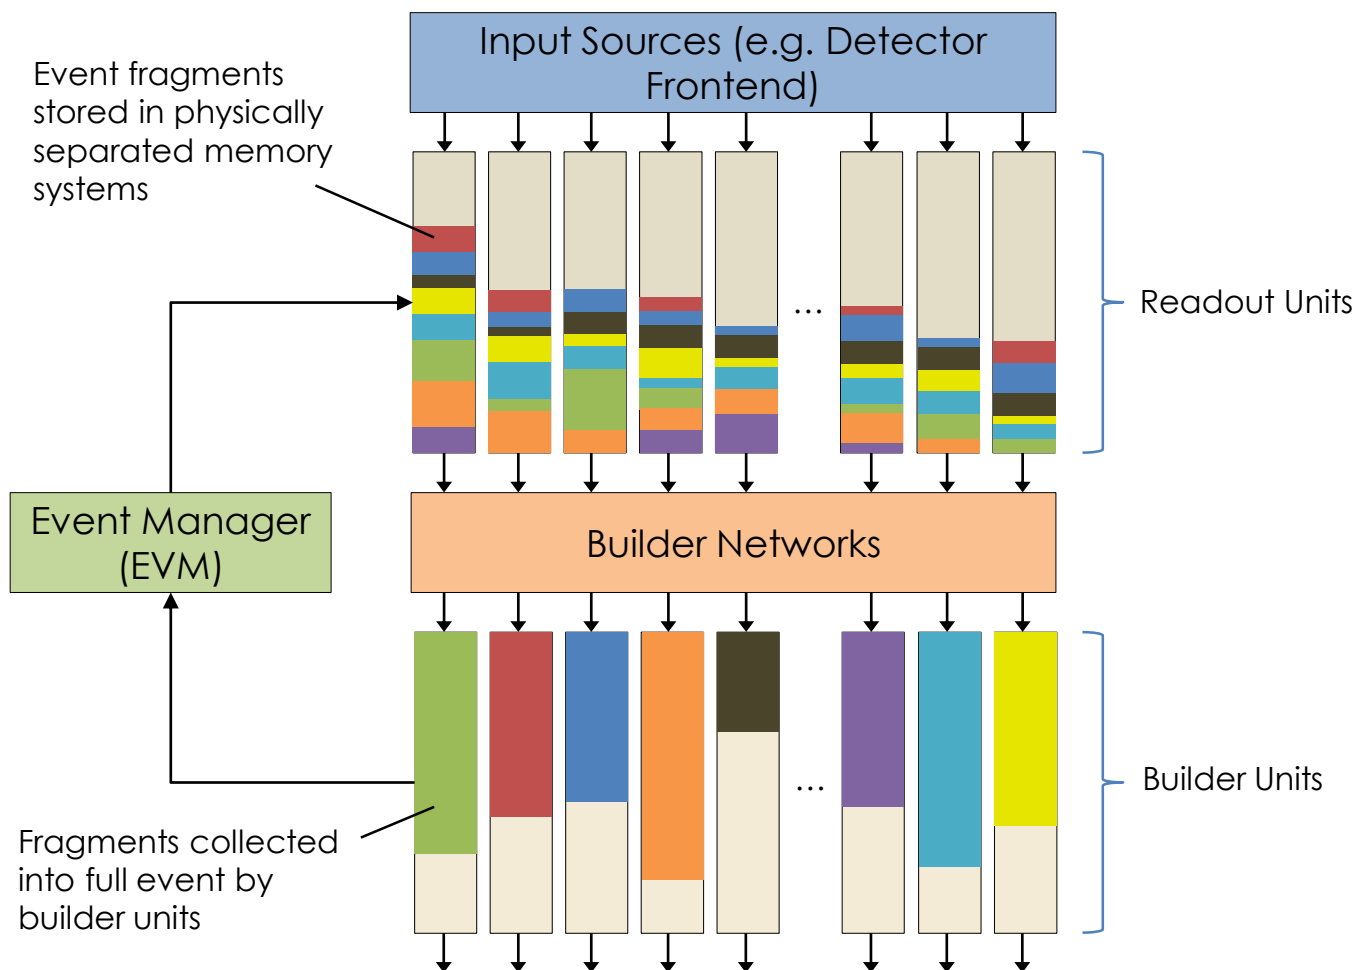 Input Sources (e.g. Detector
Frontend)
Event fragments
stored in physically
separated memory
systems
...
Readout Units
Event Manager
(EVM)
Builder Networks
...
Builder Units
Fragments collected
into full event by
builder units